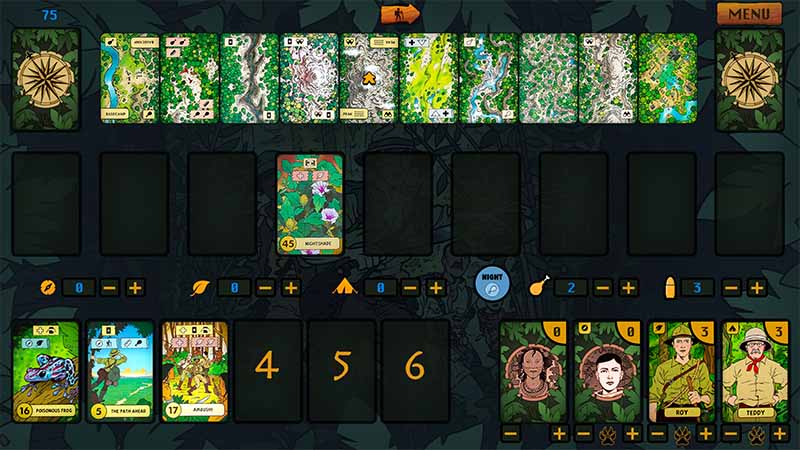 75
MENU
BASECAMP
PEAK
45 NIGHTSHADE
0
0
0
NIGHT
2
3
16 POISONOUS FROG
5 THE PATH AHEAD
17 AMBUSH!
4
5
6
0
0
3
ROY
3
TEDDY